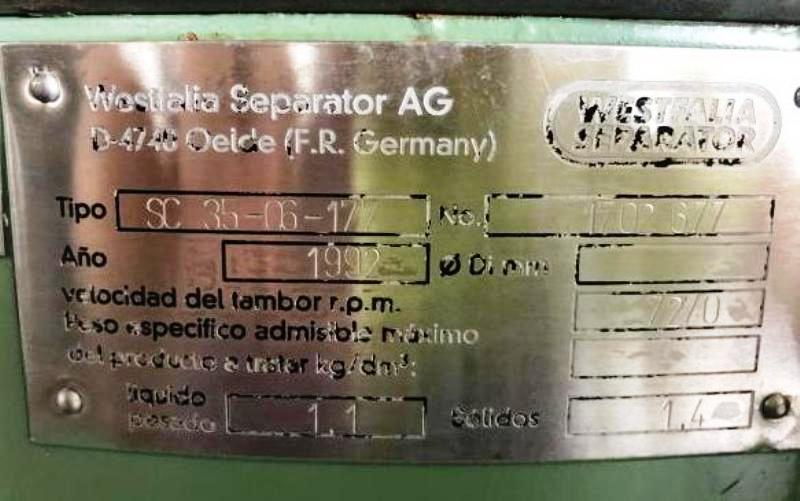 Westfalia Separator AG
WESTFALIA
SEPARATOR
D-4740 Oelde (F.R. Germany)
Tipo SC 35-06-177 No. 1702 677
Año 1992 Ø Di mm
velocidad del tambor r.p.m. 7270
Peso especifico admisible máximo
del producto a tratar kg/dm³:
liquido
pesado 1.1 Sólidos 1.4